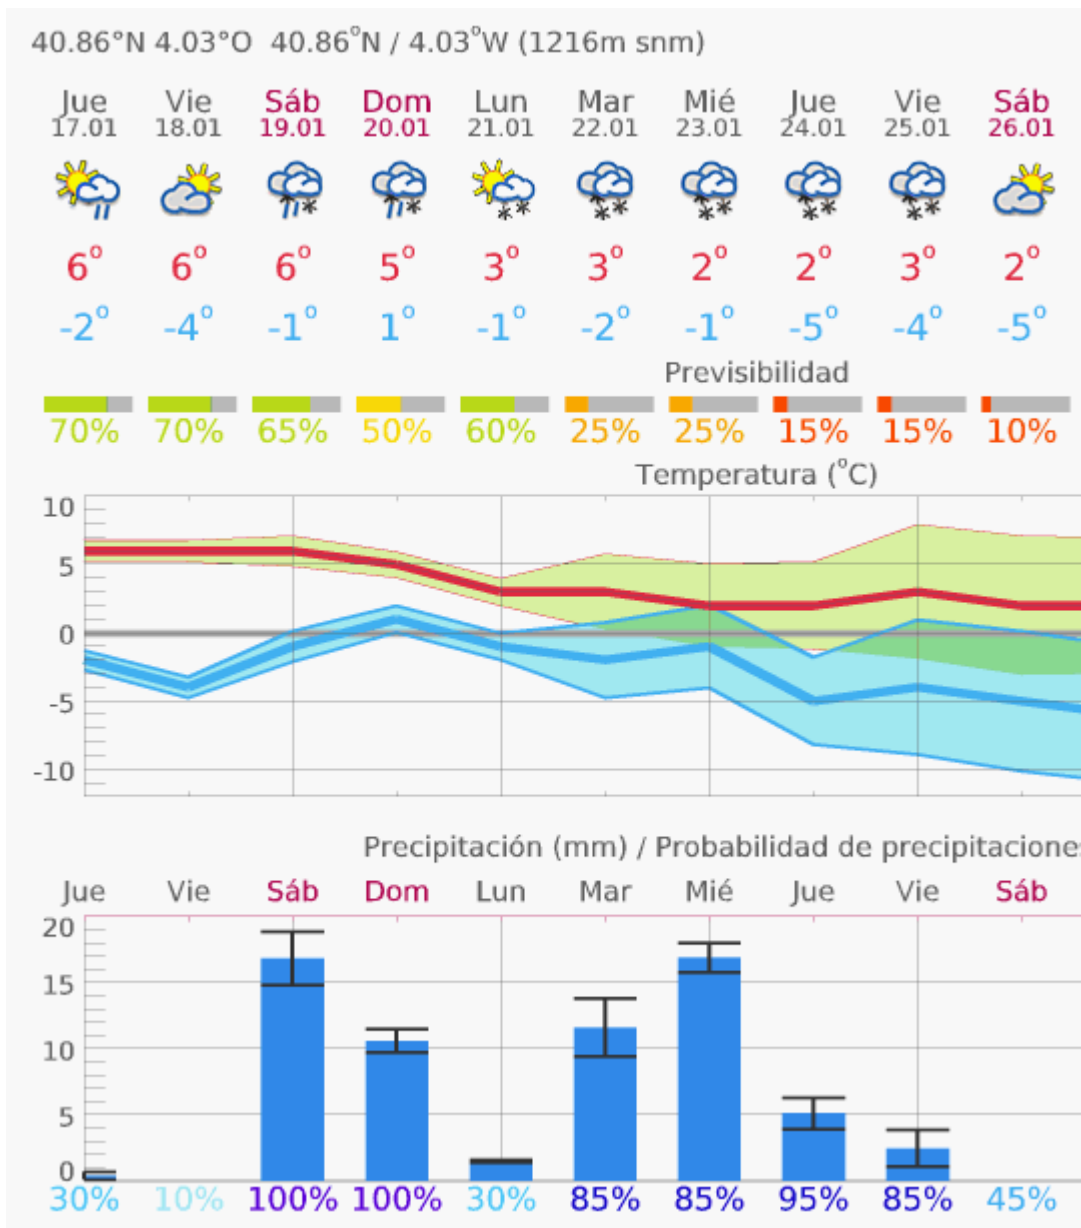 40.86°N 4.03°O 40.86°N / 4.03°W (1216m snm)
Jue Vie Sáb Dom Lun Mar Mié Jue Vie Sáb
17.01 18.01 19.01 20.01 21.01 22.01 23.01 24.01 25.01 26.01
6° 6° 6° 5° 3° 3° 2° 2° 3° 2°
-2° -4° -1° 1° -1° -2° -1° -5° -4° -5°
Previsibilidad
70% 70% 65% 50% 60% 25% 25% 15% 15% 10%
Temperatura (°C)
10
5
0
-5
-10
Precipitación (mm) / Probabilidad de precipitaciones
Jue Vie Sáb Dom Lun Mar Mié Jue Vie Sáb
20
15
10
5
0
30% 10% 100% 100% 30% 85% 85% 95% 85% 45%